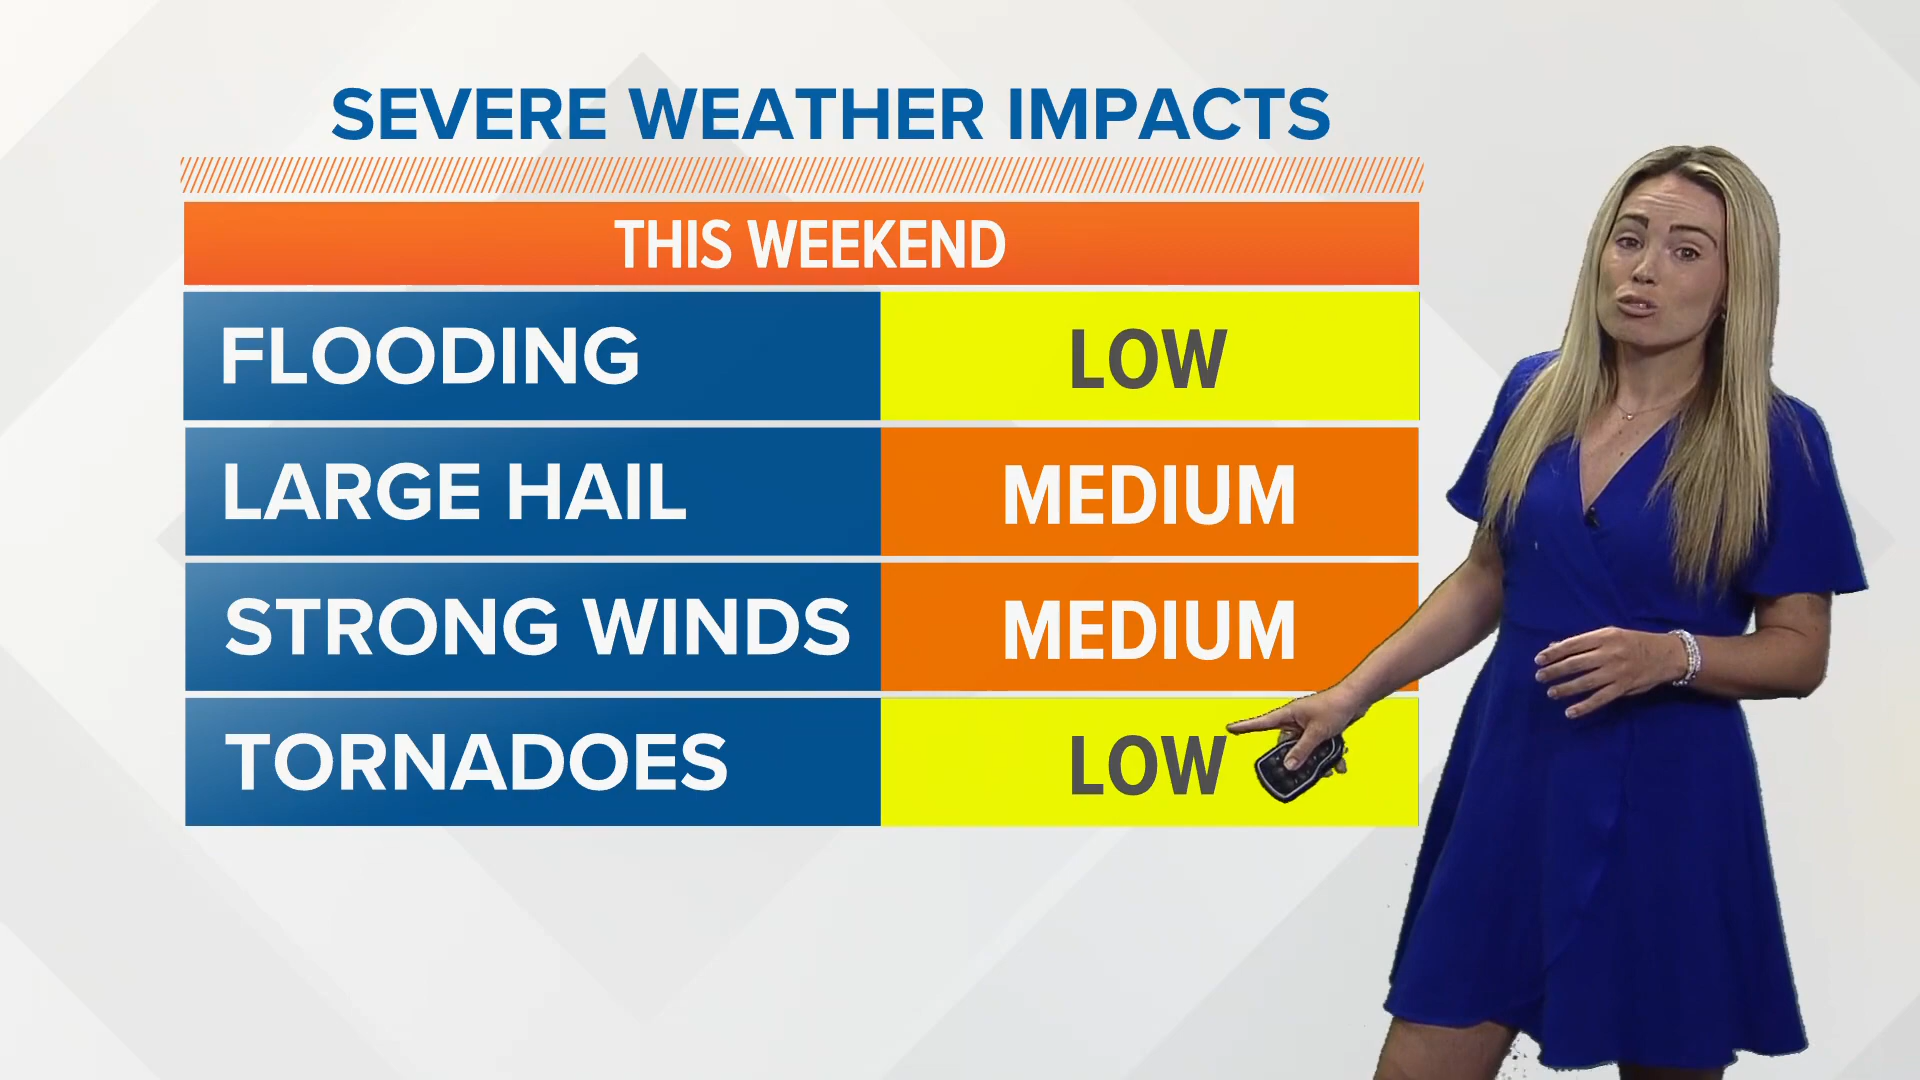 SEVERE WEATHER IMPACTS
THIS WEEKEND
FLOODING LOW
LARGE HAIL MEDIUM
STRONG WINDS MEDIUM
TORNADOES LOW